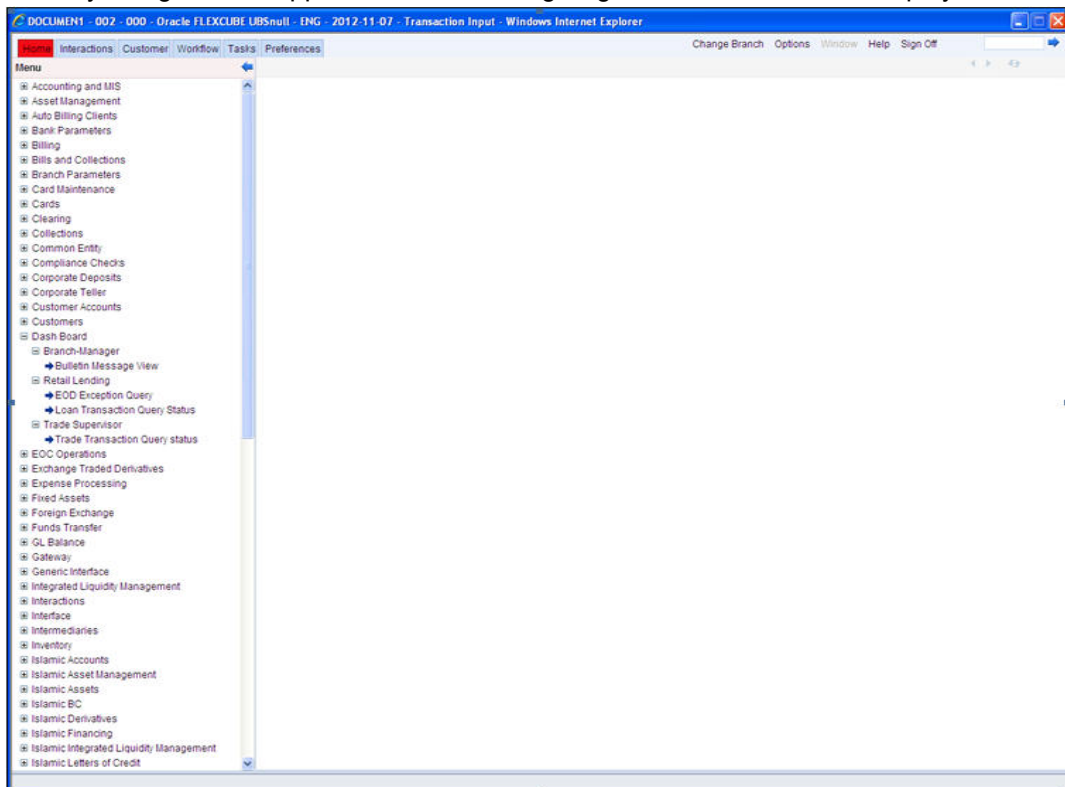 DOCUMENT1 - 002 - 000 - Oracle FLEXCUBE UBSnull - ENG - 2012-11-07 - Transaction Input - Windows Internet Explorer
Home Interactions Customer Workflow Tasks Preferences Change Branch Options Window Help Sign Off
Menu
Accounting and MIS
Asset Management
Auto Billing Clients
Bank Parameters
Billing
Bills and Collections
Branch Parameters
Card Maintenance
Cards
Clearing
Collections
Common Entity
Compliance Checks
Corporate Deposits
Corporate Teller
Customer Accounts
Customers
Dash Board
Branch-Manager
Bulletin Message View
Retail Lending
EOD Exception Query
Loan Transaction Query Status
Trade Supervisor
Trade Transaction Query status
EOC Operations
Exchange Traded Derivatives
Expense Processing
Fixed Assets
Foreign Exchange
Funds Transfer
GL Balance
Gateway
Generic Interface
Integrated Liquidity Management
Interactions
Interface
Intermediaries
Inventory
Islamic Accounts
Islamic Asset Management
Islamic Assets
Islamic BC
Islamic Derivatives
Islamic Financing
Islamic Integrated Liquidity Management
Islamic Letters of Credit